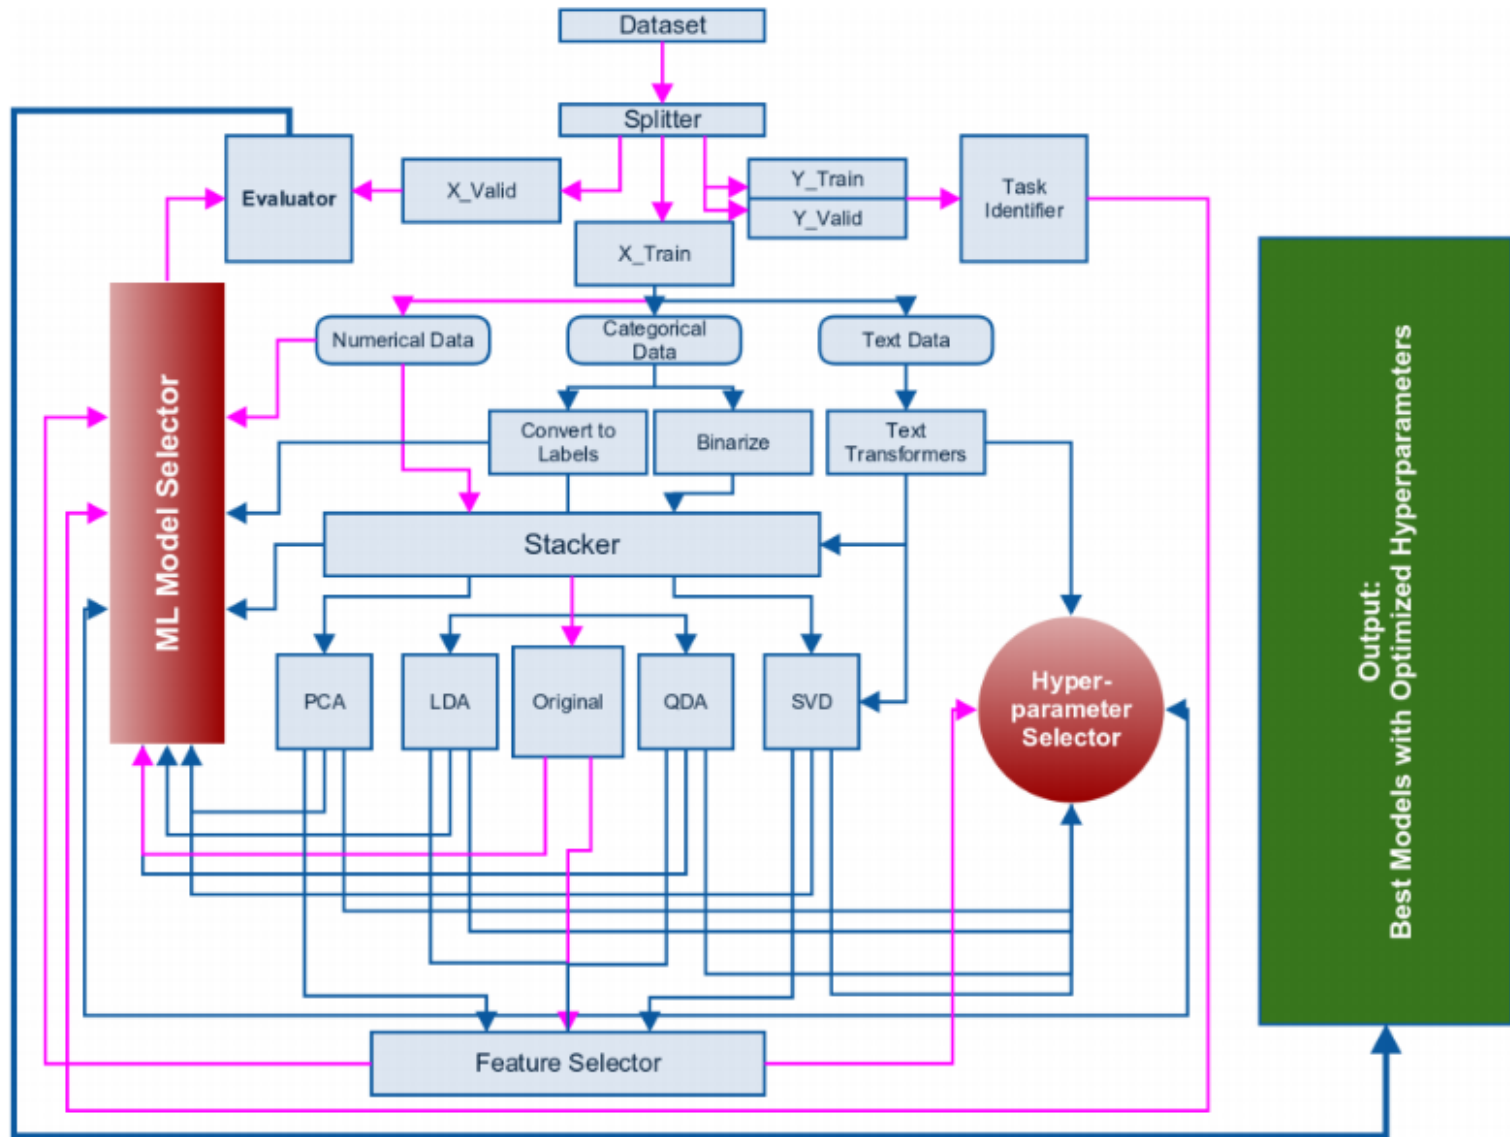 Dataset
Splitter
Evaluator
X_Valid
Y_Train
Y_Valid
Task
Identifier
X_Train
Numerical Data
Categorical
Data
Text Data
Convert to
Labels
Binarize
Text
Transformers
ML Model Selector
Stacker
PCA
LDA
Original
QDA
SVD
Hyper-
parameter
Selector
Feature Selector
Output:
Best Models with Optimized Hyperparameters